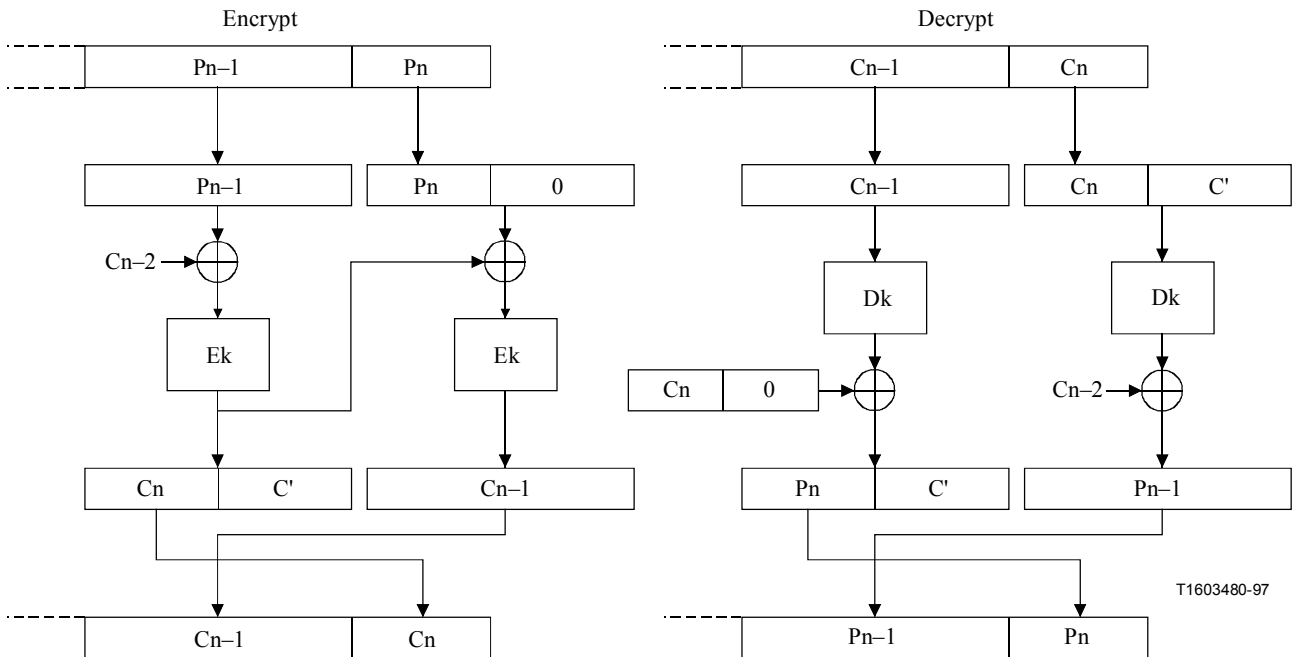 Encrypt Decrypt
Pn–1 Pn Cn–1 Cn
Pn–1 Pn 0 Cn–1 Cn C'
Cn–2
Dk Dk
Ek Ek
Cn 0 Cn–2
Cn C' Cn–1 Pn C' Pn–1
T1603480-97
Cn–1 Cn Pn–1 Pn